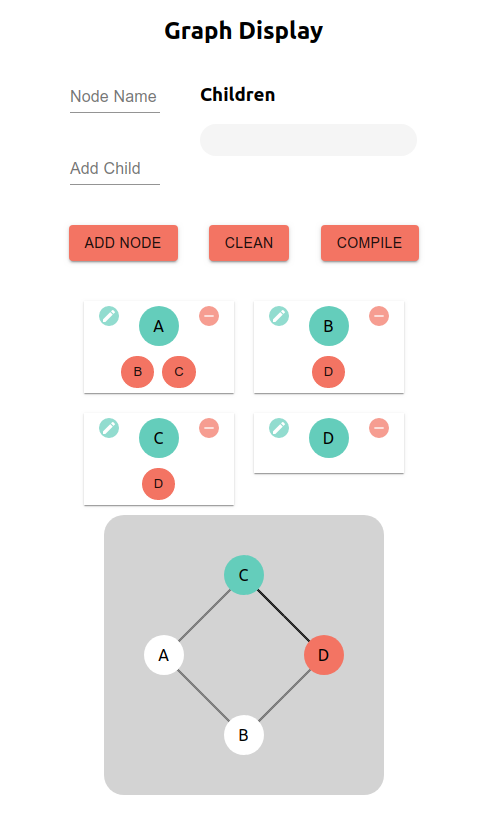 Graph Display
Node Name
Children
Add Child
ADD NODE CLEAN COMPILE
A
B C
B
D
C
D
D
C
A D
B